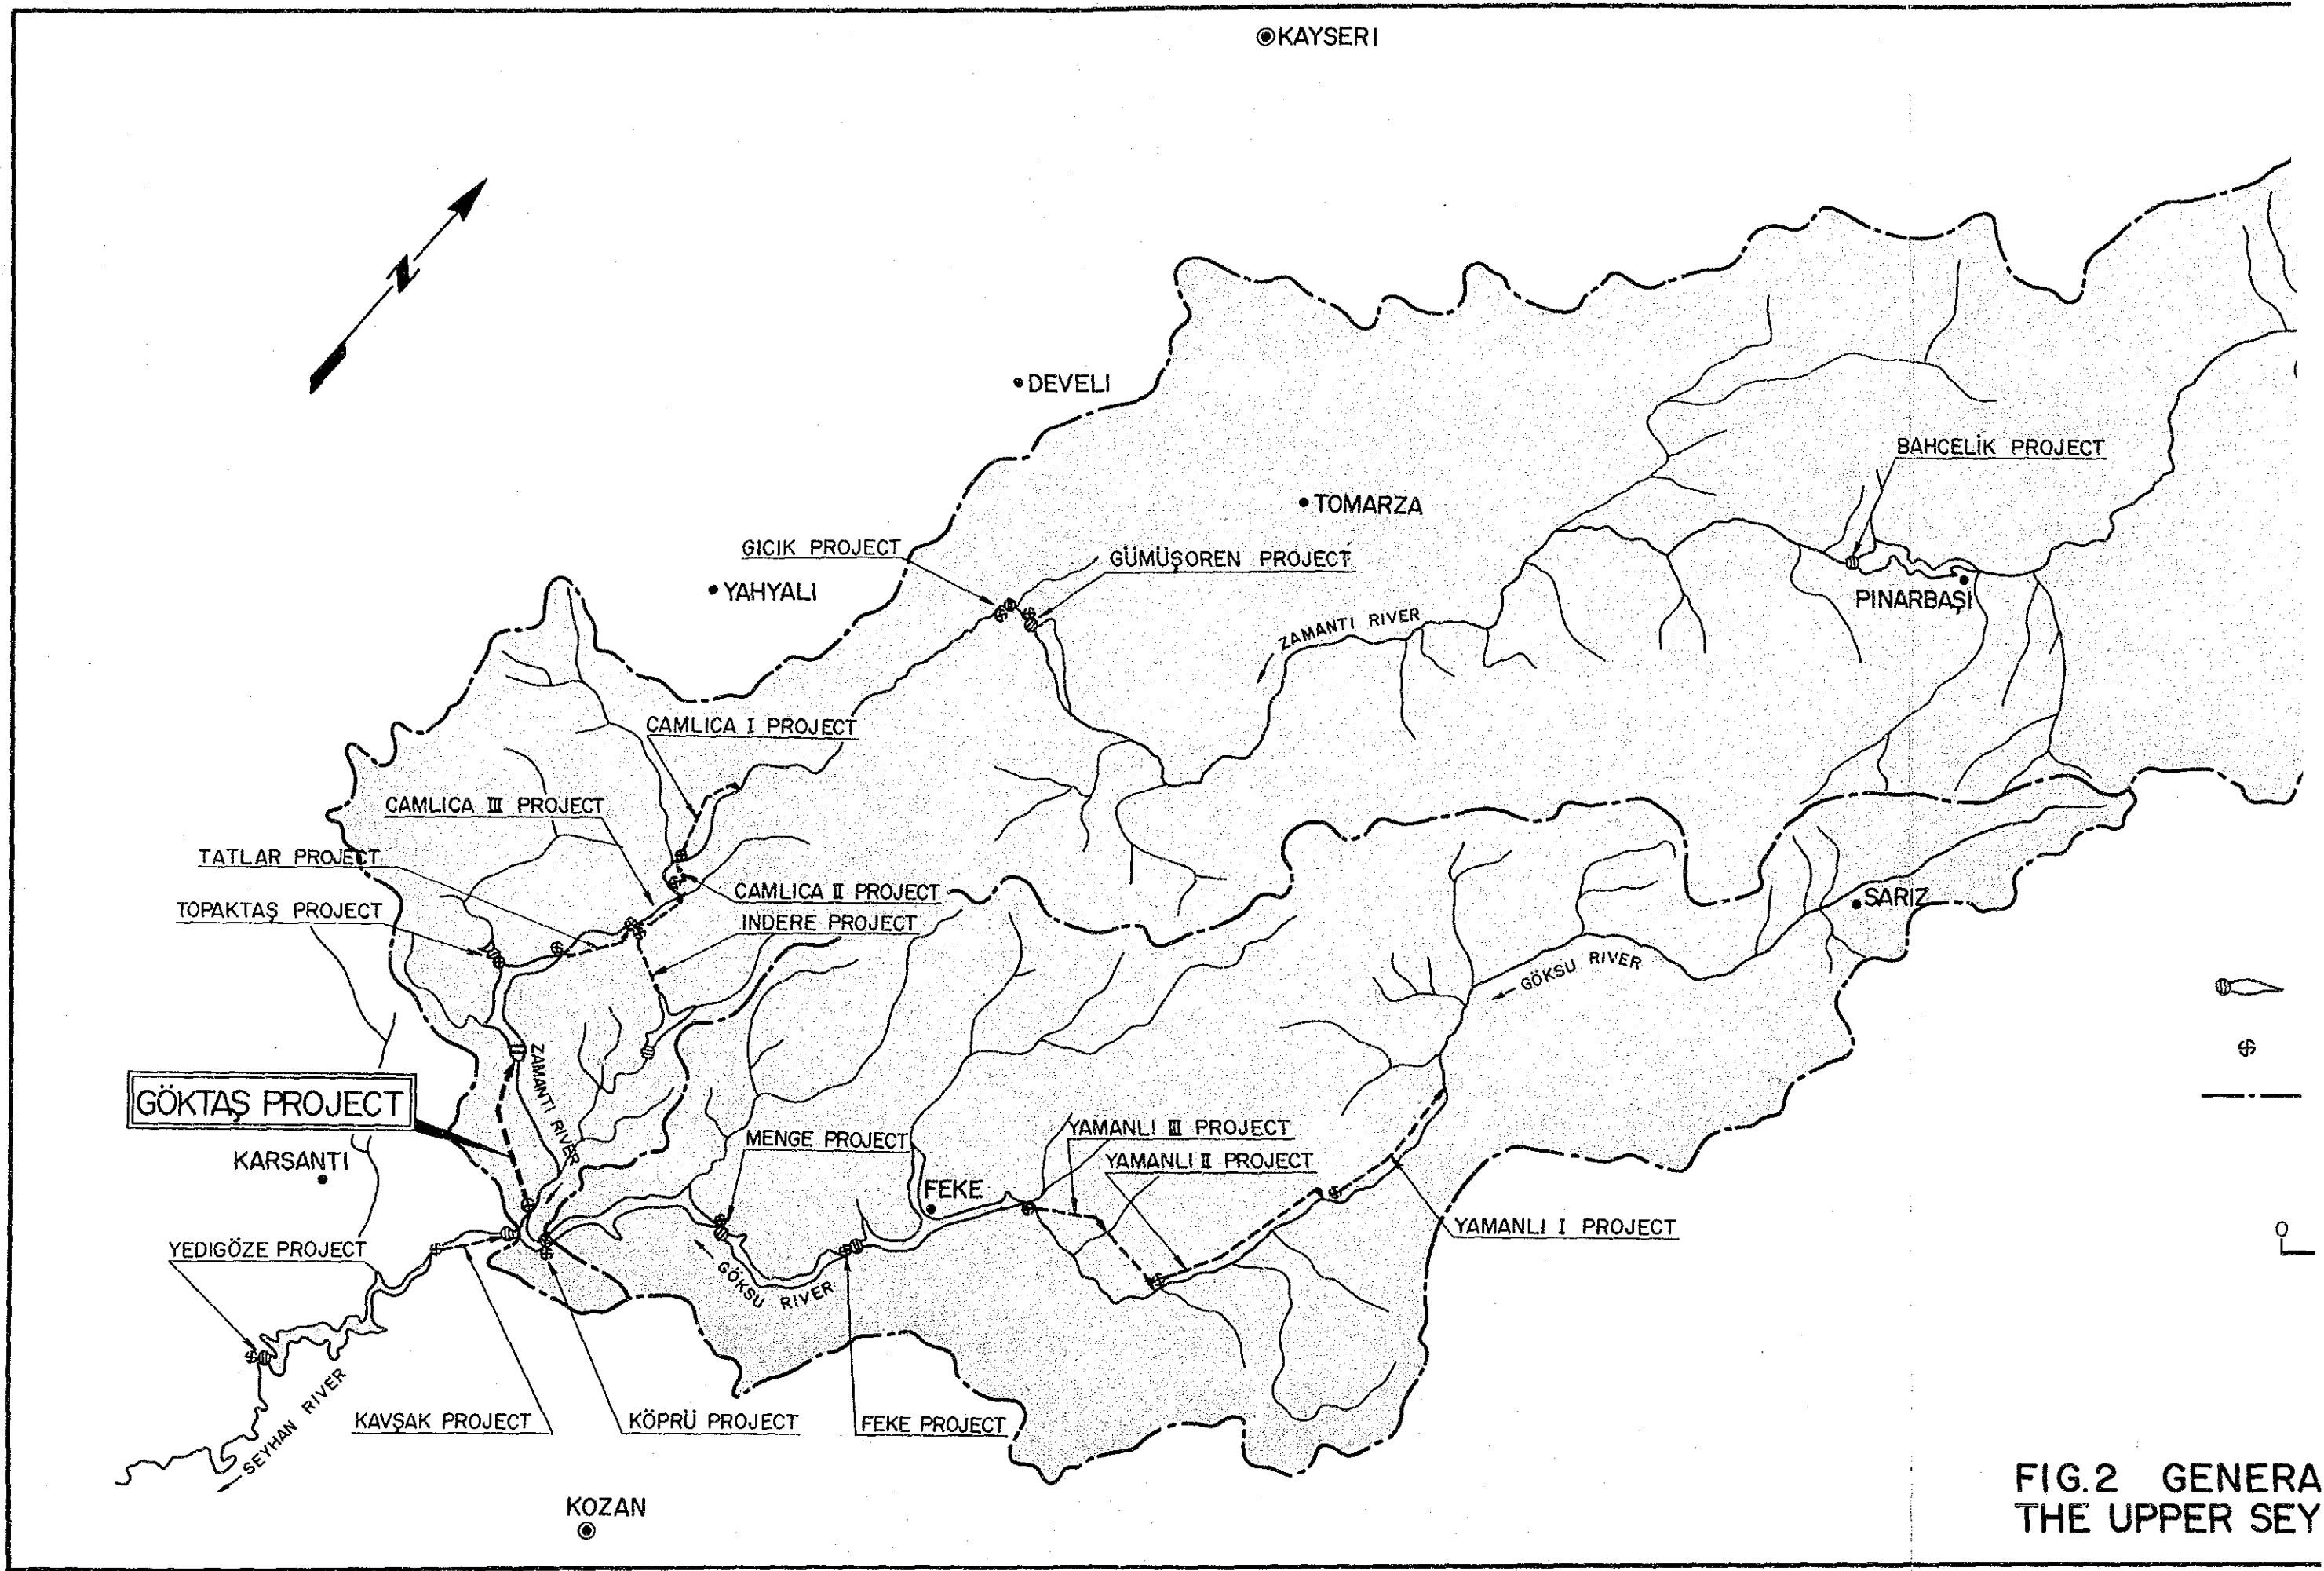 KAYSERI
N
DEVELI
BAHCELİK PROJECT
TOMARZA
GICIK PROJECT
GÜMÜŞOREN PROJECT
YAHYALI
PINARBAŞI
ZAMANTI RIVER
CAMLICA I PROJECT
CAMLICA III PROJECT
TATLAR PROJECT
CAMLICA II PROJECT
SARIZ
TOPAKTAŞ PROJECT
INDERE PROJECT
GÖKSU RIVER
ZAMANTI RIVER
GÖKTAŞ PROJECT
MENGE PROJECT
YAMANLI III PROJECT
KARSANTI
YAMANLI II PROJECT
FEKE
YAMANLI I PROJECT
YEDIGÖZE PROJECT
0
GÖKSU RIVER
SEYHAN RIVER
KAVŞAK PROJECT
KÖPRÜ PROJECT
FEKE PROJECT
KOZAN
FIG.2 GENERA
THE UPPER SEY